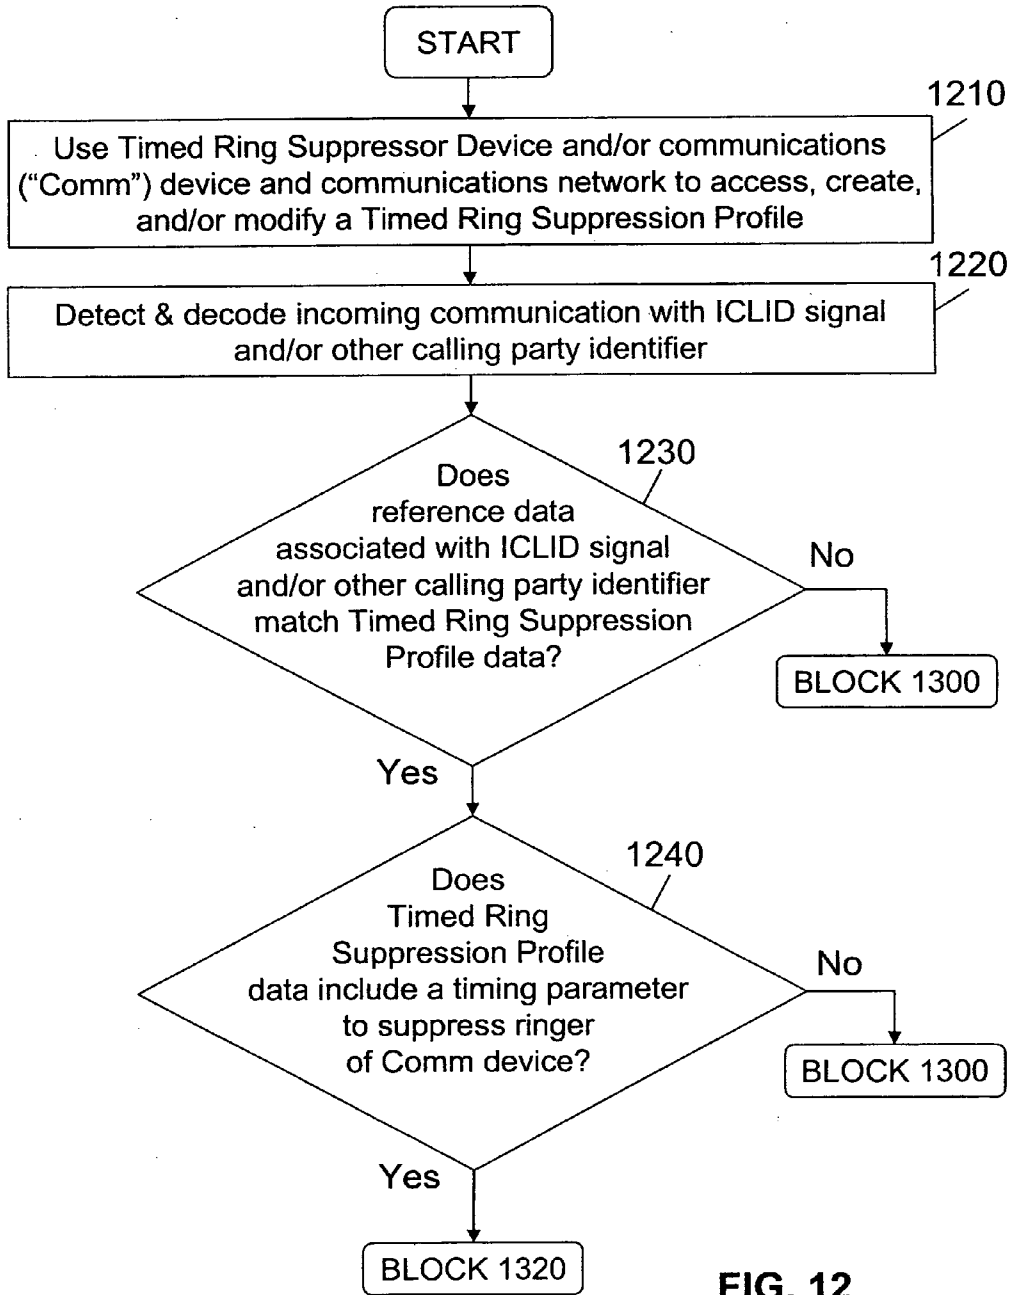 START
1210
Use Timed Ring Suppressor Device and/or communications
(“Comm”) device and communications network to access, create,
and/or modify a Timed Ring Suppression Profile
1220
Detect & decode incoming communication with ICLID signal
and/or other calling party identifier
1230
Does
reference data
associated with ICLID signal
and/or other calling party identifier
match Timed Ring Suppression
Profile data?
No
BLOCK 1300
Yes
1240
Does
Timed Ring
Suppression Profile
data include a timing parameter
to suppress ringer
of Comm device?
No
BLOCK 1300
Yes
BLOCK 1320
FIG. 12